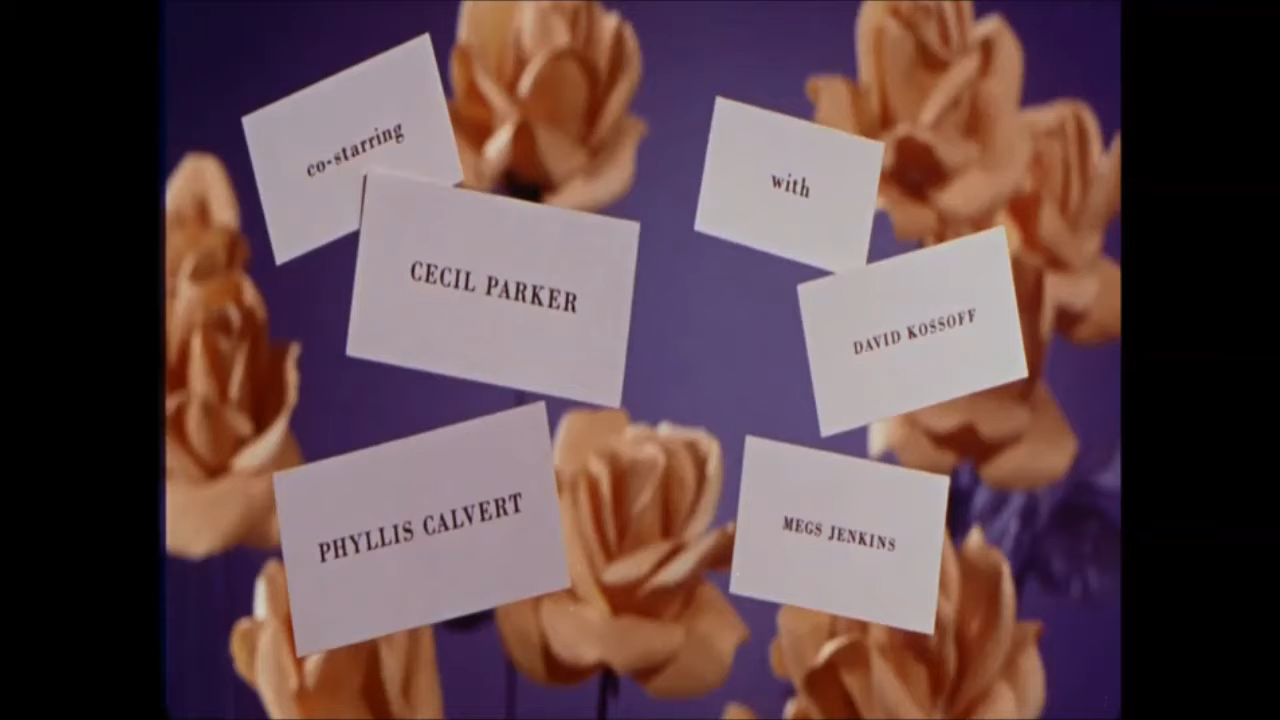 co-starring
CECIL PARKER
PHYLLIS CALVERT
with
DAVID KOSSOFF
MEGS JENKINS